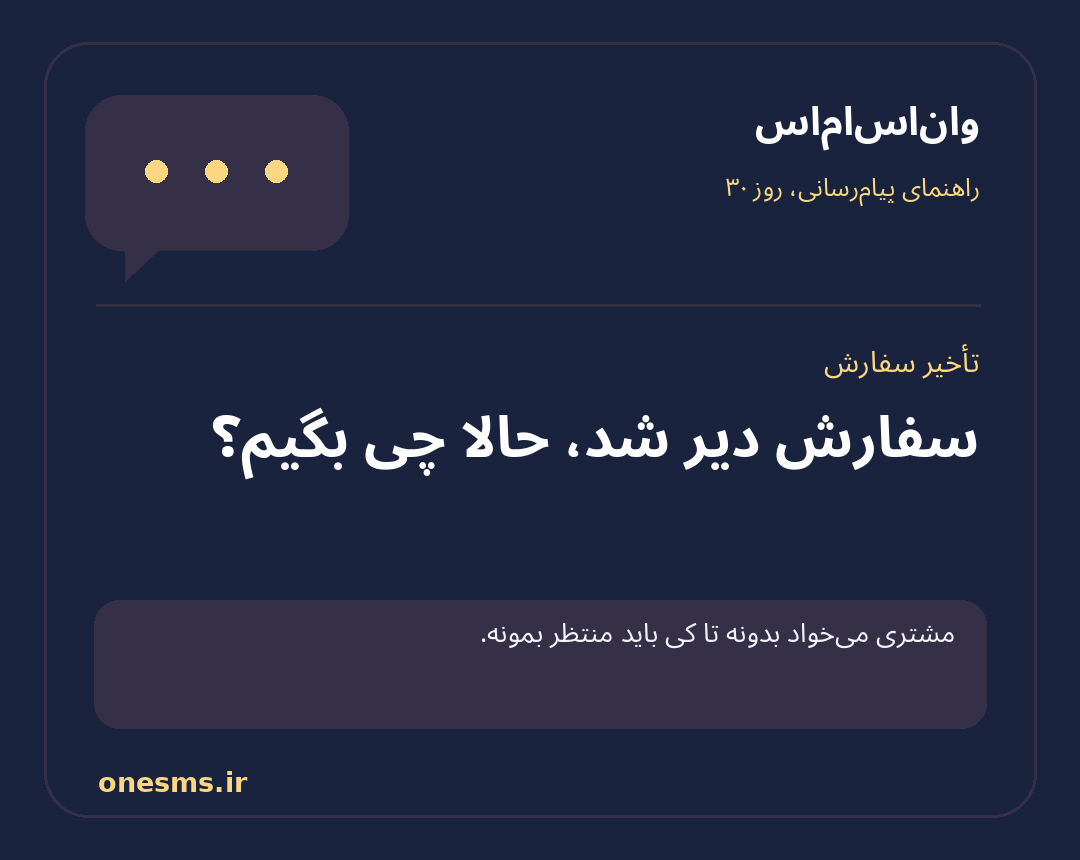 وان‌اس‌ام‌اس
راهنمای پیام‌رسانی، روز ۳۰
تأخیر سفارش
سفارش دیر شد، حالا چی بگیم؟
مشتری می‌خواد بدونه تا کی باید منتظر بمونه.
onesms.ir